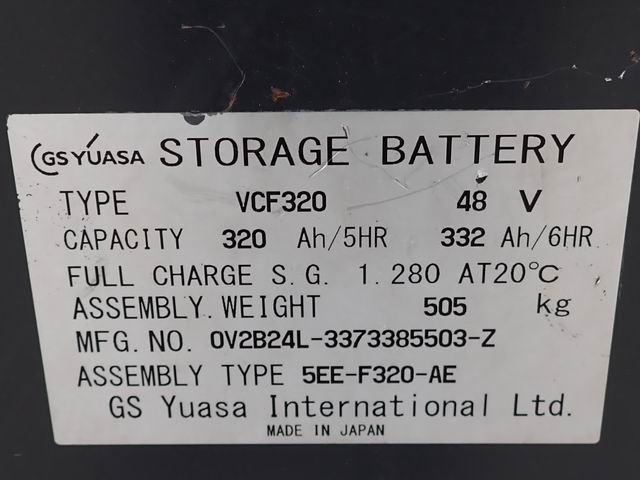 GS YUASA STORAGE BATTERY
TYPE VCF320 48 V
CAPACITY 320 Ah/5HR 332 Ah/6HR
FULL CHARGE S.G. 1.280 AT20℃
ASSEMBLY.WEIGHT 505 kg
MFG.NO. 0V2B24L-3373385503-Z
ASSEMBLY TYPE 5EE-F320-AE
GS Yuasa International Ltd.
MADE IN JAPAN